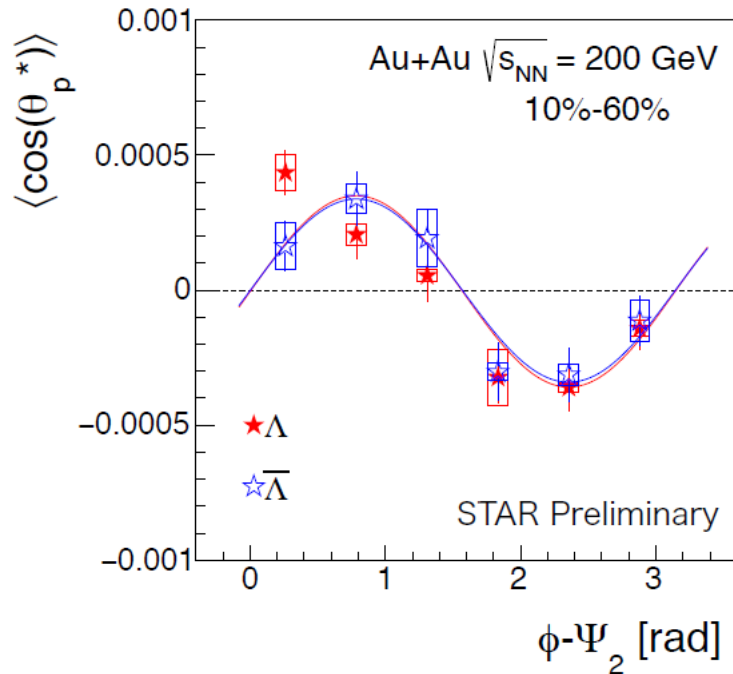 ⟨cos(θp*)⟩
0.001
0.0005
0
−0.0005
−0.001
Au+Au √sNN = 200 GeV
10%-60%
★Λ
☆Λ̅
STAR Preliminary
0 1 2 3
ϕ-Ψ2 [rad]